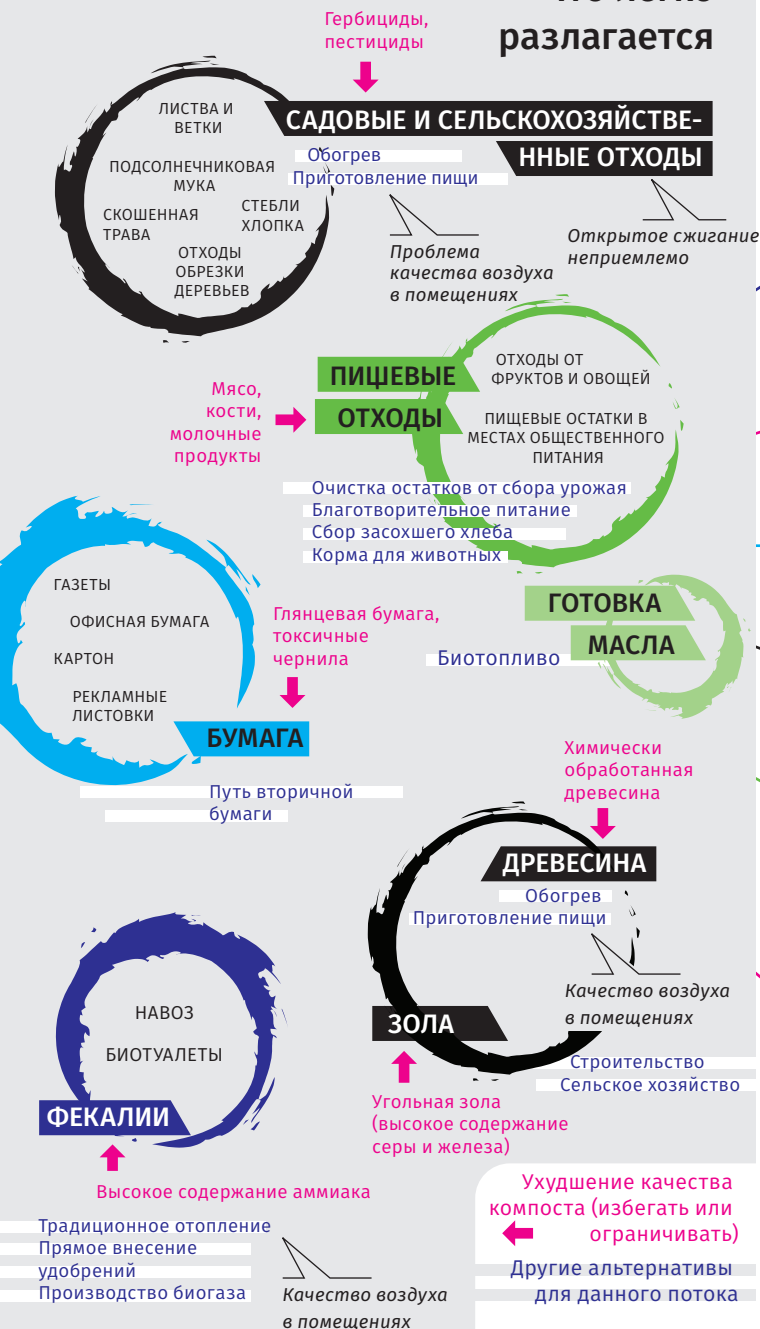 разлагается
Гербициды,
пестициды
САДОВЫЕ И СЕЛЬСКОХОЗЯЙСТВЕ-
ННЫЕ ОТХОДЫ
ЛИСТВА И
ВЕТКИ
ПОДСОЛНЕЧНИКОВАЯ
МУКА
СКОШЕННАЯ
ТРАВА
СТЕБЛИ
ХЛОПКА
ОТХОДЫ
ОБРЕЗКИ
ДЕРЕВЬЕВ
Обогрев
Приготовление пищи
Проблема
качества воздуха
в помещениях
Открытое сжигание
неприемлемо
ПИШЕВЫЕ
ОТХОДЫ
Мясо,
кости,
молочные
продукты
ОТХОДЫ ОТ
ФРУКТОВ И ОВОЩЕЙ
ПИЩЕВЫЕ ОСТАТКИ В
МЕСТАХ ОБЩЕСТВЕННОГО
ПИТАНИЯ
Очистка остатков от сбора урожая
Благотворительное питание
Сбор засохшего хлеба
Корма для животных
ГОТОВКА
МАСЛА
Биотопливо
ГАЗЕТЫ
ОФИСНАЯ БУМАГА
КАРТОН
РЕКЛАМНЫЕ
ЛИСТОВКИ
Глянцевая бумага,
токсичные
чернила
БУМАГА
Путь вторичной
бумаги
Химически
обработанная
древесина
ДРЕВЕСИНА
Обогрев
Приготовление пищи
Качество воздуха
в помещениях
ЗОЛА
Строительство
Сельское хозяйство
Угольная зола
(высокое содержание
серы и железа)
НАВОЗ
БИОТУАЛЕТЫ
ФЕКАЛИИ
Высокое содержание аммиака
Традиционное отопление
Прямое внесение
удобрений
Производство биогаза
Качество воздуха
в помещениях
Ухудшение качества
компоста (избегать или
ограничивать)
Другие альтернативы
для данного потока